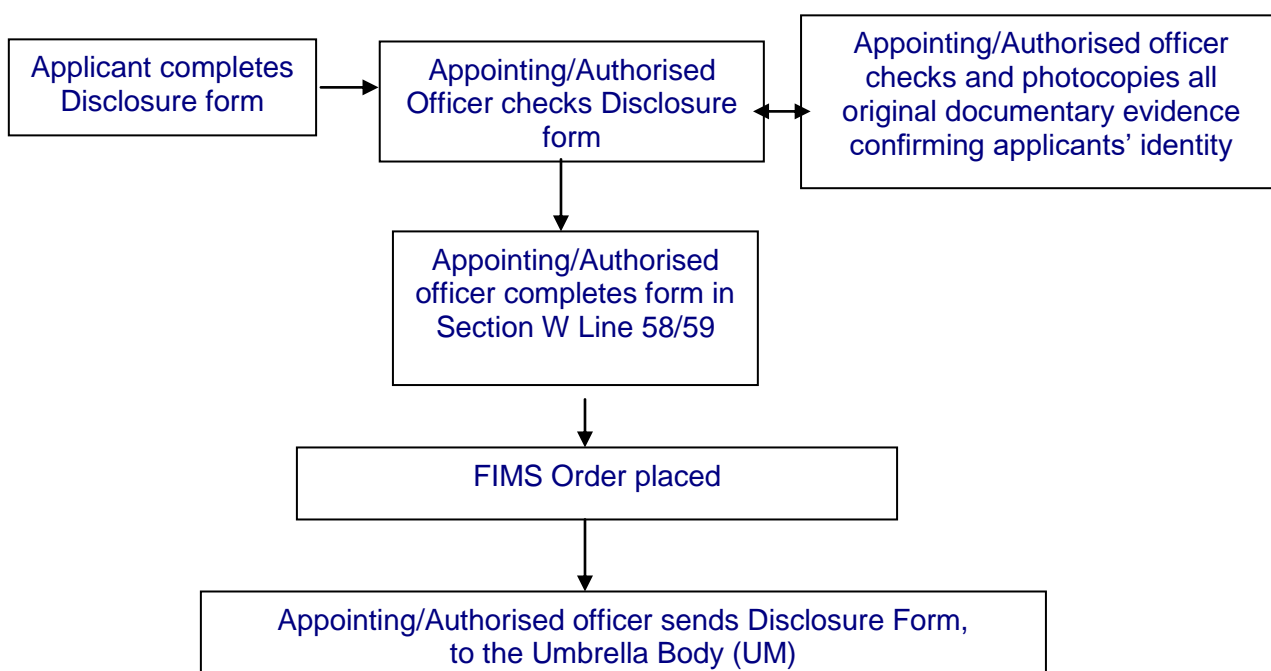 Applicant completes
Disclosure form
Appointing/Authorised
Officer checks Disclosure
form
Appointing/Authorised officer
checks and photocopies all
original documentary evidence
confirming applicants’ identity
Appointing/Authorised
officer completes form in
Section W Line 58/59
FIMS Order placed
Appointing/Authorised officer sends Disclosure Form,
to the Umbrella Body (UM)